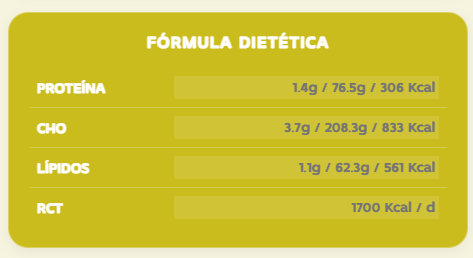 FÓRMULA DIETÉTICA
PROTEÍNA 1.4g / 76.5g / 306 Kcal
CHO 3.7g / 208.3g / 833 Kcal
LÍPIDOS 1.1g / 62.3g / 561 Kcal
RCT 1700 Kcal / d